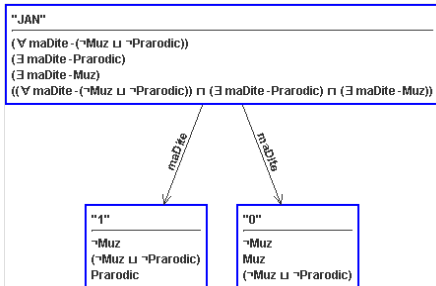 "JAN"
(∀ maDite -(¬Muz ⊔ ¬Prarodic))
(∃ maDite -Prarodic)
(∃ maDite -Muz)
((∀ maDite -(¬Muz ⊔ ¬Prarodic)) ⊓ (∃ maDite -Prarodic) ⊓ (∃ maDite -Muz))
maDite
maDite
"1"
¬Muz
(¬Muz ⊔ ¬Prarodic)
Prarodic
"0"
¬Muz
Muz
(¬Muz ⊔ ¬Prarodic)